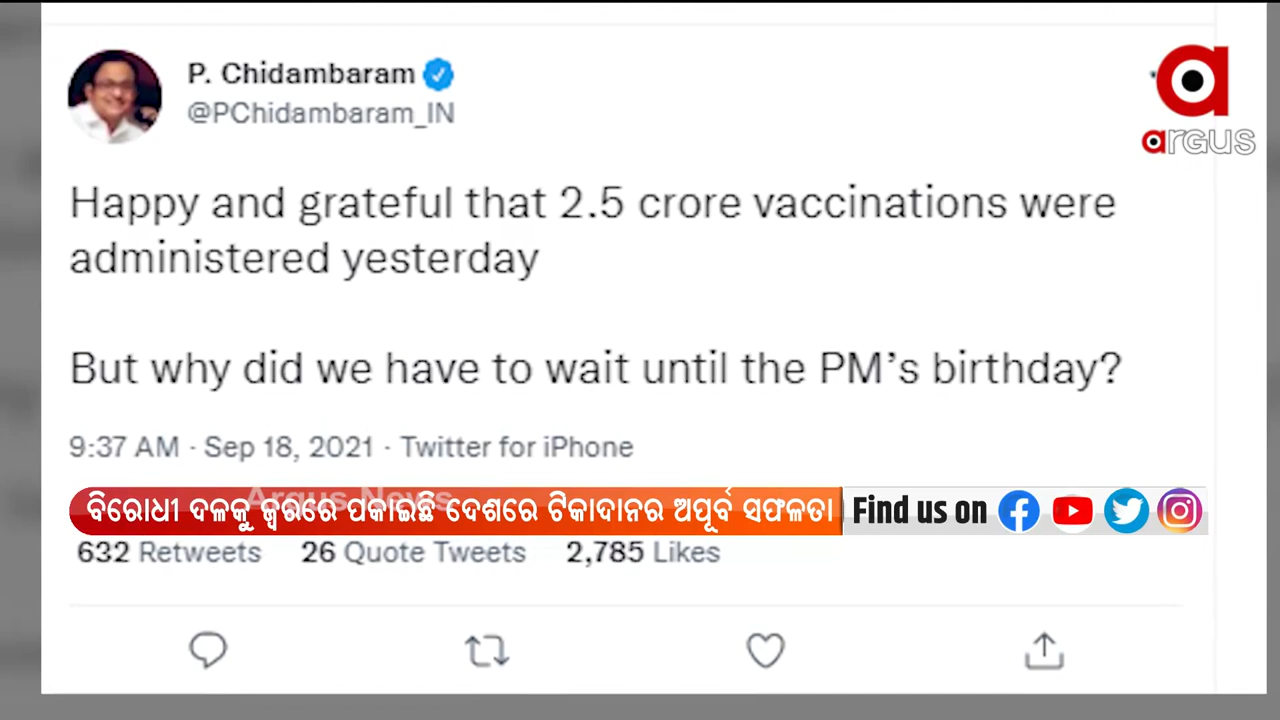 P. Chidambaram
@PChidambaram_IN
argus
Happy and grateful that 2.5 crore vaccinations were
administered yesterday
But why did we have to wait until the PM’s birthday?
9:37 AM · Sep 18, 2021 · Twitter for iPhone
Argus News
ବିରୋଧୀ ଦଳକୁ ଜ୍ୱରରେ ପକାଇଛି ଦେଶରେ ଟିକାଦାନର ଅପୂର୍ବ ସଫଳତା Find us on
632 Retweets 26 Quote Tweets 2,785 Likes